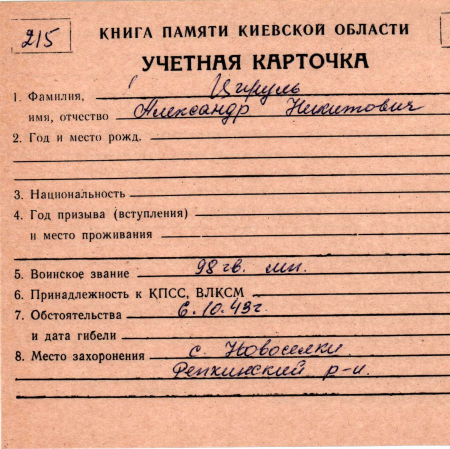 215
КНИГА ПАМЯТИ КИЕВСКОЙ ОБЛАСТИ
УЧЕТНАЯ КАРТОЧКА
1. Фамилия, Цируль
имя, отчество Александр Никитович
2. Год и место рожд.
3. Национальность
4. Год призыва (вступления)
и место проживания
5. Воинское звание 98 гв. мп.
6. Принадлежность к КПСС, ВЛКСМ
7. Обстоятельства 6.10.43г.
и дата гибели
8. Место захоронения с. Новоселки
Репкинский р-н.